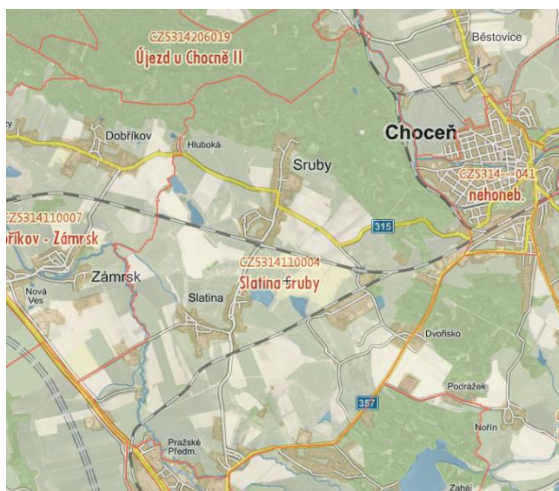 CZ5314206019
Újezd u Chocně II
Běstovice
Dobříkov
Hluboká
Choceň
Sruby
CZ5314
041
nehoneb.
CZ5314110007
Zámrsk
315
CZ5314110004
Slatina Sruby
Zámrsk
Nová
Ves
Slatina
Dvořisko
Podrážek
357
Nořín
Pražské
Předm.
Zaháj